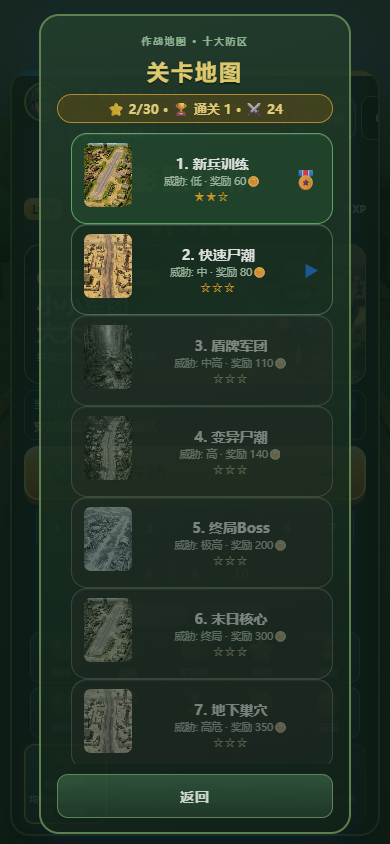 作战地图 • 十大防区
关卡地图
⭐ 2/30 • 🏆 通关 1 • ⚔️ 24
1. 新兵训练
威胁: 低 · 奖励 60
★★☆
2. 快速尸潮
威胁: 中 · 奖励 80
☆☆☆
3. 盾牌军团
威胁: 中高 · 奖励 110
☆☆☆
4. 变异尸潮
威胁: 高 · 奖励 140
☆☆☆
5. 终局Boss
威胁: 极高 · 奖励 200
☆☆☆
6. 末日核心
威胁: 终局 · 奖励 300
☆☆☆
7. 地下巢穴
威胁: 高危 · 奖励 350
☆☆☆
返回